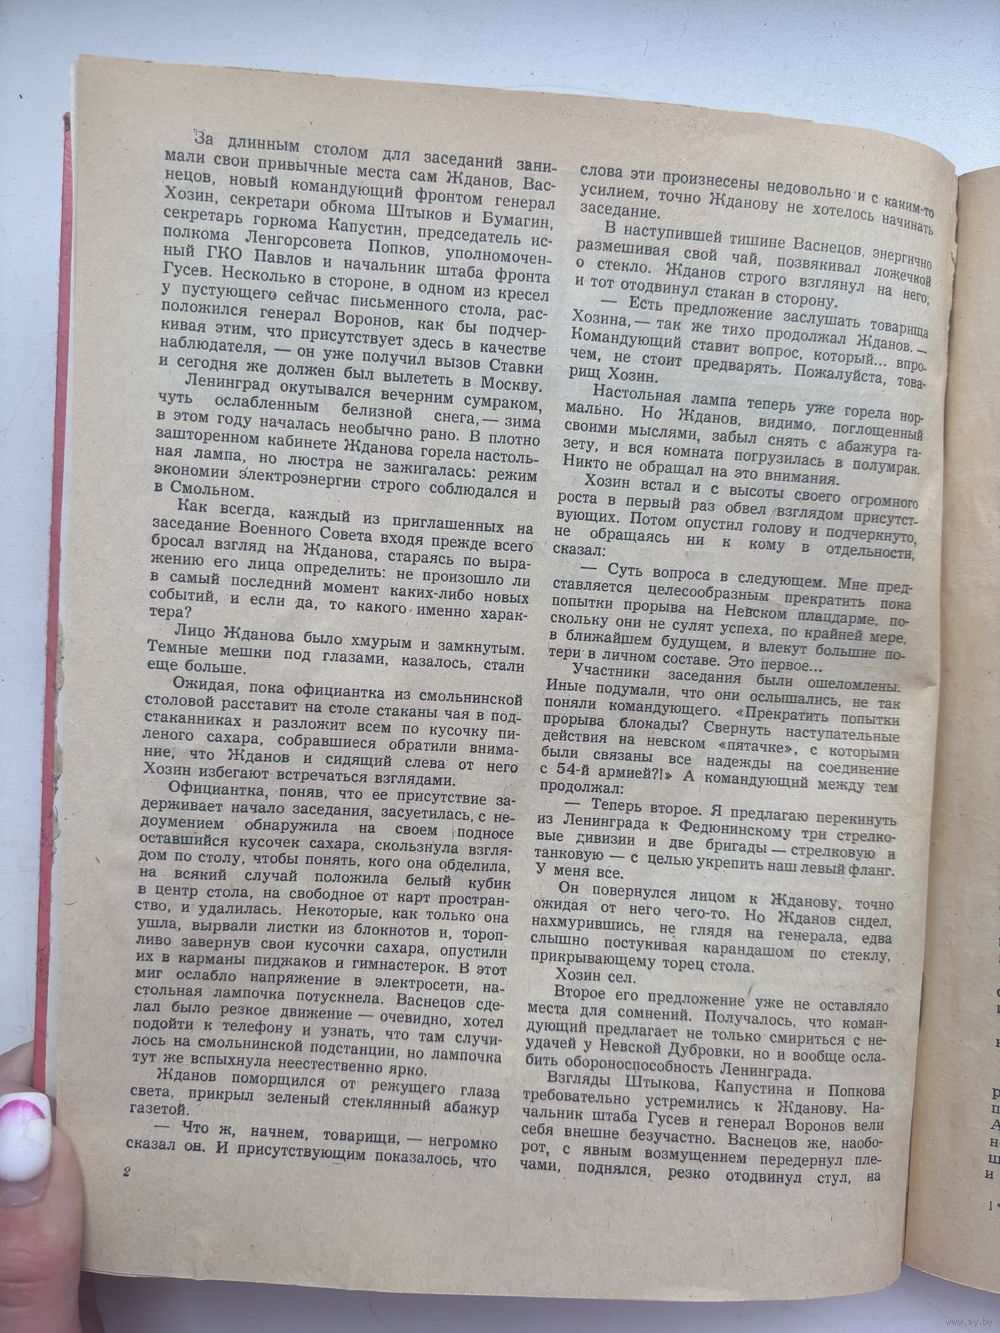 За длинным столом для заседаний зани-
мали свои привычные места сам Жданов, Вас-
нецов, новый командующий фронтом генерал
Хозин, секретари обкома Штыков и Бумагин,
секретарь горкома Капустин, председатель ис-
полкома Ленгорсовета Попков, уполномочен-
ный ГКО Павлов и начальник штаба фронта
Гусев. Несколько в стороне, в одном из кресел
у пустующего сейчас письменного стола, рас-
положился генерал Воронов, как бы подчер-
кивая этим, что присутствует здесь в качестве
наблюдателя, — он уже получил вызов Ставки
и сегодня же должен был вылететь в Москву.
Ленинград окутывался вечерним сумраком,
чуть ослабленным белизной снега, — зима
в этом году началась необычно рано. В плотно
зашторенном кабинете Жданова горела настоль-
ная лампа, но люстра не зажигалась: режим
экономии электроэнергии строго соблюдался и
в Смольном.
Как всегда, каждый из приглашенных на
заседание Военного Совета входя прежде всего
бросал взгляд на Жданова, стараясь по выра-
жению его лица определить: не произошло ли
в самый последний момент каких-либо новых
событий, и если да, то какого именно харак-
тера?
Лицо Жданова было хмурым и замкнутым.
Темные мешки под глазами, казалось, стали
еще больше.
Ожидая, пока официантка из смольнинской
столовой расставит на столе стаканы чая в под-
стаканниках и разложит всем по кусочку пи-
леного сахара, собравшиеся обратили внима-
ние, что Жданов и сидящий слева от него
Хозин избегают встречаться взглядами.
Официантка, поняв, что ее присутствие за-
держивает начало заседания, засуетилась, с не-
доумением обнаружила на своем подносе
оставшийся кусочек сахара, скользнула взгля-
дом по столу, чтобы понять, кого она обделила,
на всякий случай положила белый кубик
в центр стола, на свободное от карт простран-
ство, и удалилась. Некоторые, как только она
ушла, вырвали листки из блокнотов и, тороп-
ливо завернув свои кусочки сахара, опустили
их в карманы пиджаков и гимнастерок. В этот
миг ослабло напряжение в электросети, на-
стольная лампочка потускнела. Васнецов сде-
лал было резкое движение — очевидно, хотел
подойти к телефону и узнать, что там случи-
лось на смольнинской подстанции, но лампочка
тут же вспыхнула неестественно ярко.
Жданов поморщился от режущего глаза
света, прикрыл зеленый стеклянный абажур
газетой.
— Что ж, начнем, товарищи, — негромко
сказал он. И присутствующим показалось, что
2
слова эти произнесены недовольно и с каким-то
усилием, точно Жданову не хотелось начинать
заседание.
В наступившей тишине Васнецов, энергично
размешивая свой чай, позвякивал ложечкой
о стекло. Жданов строго взглянул на него,
и тот отодвинул стакан в сторону.
— Есть предложение заслушать товарища
Хозина, — так же тихо продолжал Жданов. —
Командующий ставит вопрос, который... впро-
чем, не стоит предварять. Пожалуйста, това-
рищ Хозин.
Настольная лампа теперь уже горела нор-
мально. Но Жданов, видимо, поглощенный
своими мыслями, забыл снять с абажура га-
зету, и вся комната погрузилась в полумрак.
Никто не обращал на это внимания.
Хозин встал и с высоты своего огромного
роста в первый раз обвел взглядом присутст-
вующих. Потом опустил голову и подчеркнуто,
не обращаясь ни к кому в отдельности,
сказал:
— Суть вопроса в следующем. Мне пред-
ставляется целесообразным прекратить пока
попытки прорыва на Невском плацдарме, по-
скольку они не сулят успеха, по крайней мере,
в ближайшем будущем, и влекут большие по-
тери в личном составе. Это первое...
Участники заседания были ошеломлены.
Иные подумали, что они ослышались, не так
поняли командующего. «Прекратить попытки
прорыва блокады? Свернуть наступательные
действия на невском «пятачке», с которыми
были связаны все надежды на соединение
с 54-й армией?!» А командующий между тем
продолжал:
— Теперь второе. Я предлагаю перекинуть
из Ленинграда к Федюнинскому три стрелко-
вые дивизии и две бригады — стрелковую и
танковую — с целью укрепить наш левый фланг.
У меня все.
Он повернулся лицом к Жданову, точно
ожидая от него чего-то. Но Жданов сидел,
нахмурившись, не глядя на генерала, едва
слышно постукивая карандашом по стеклу,
прикрывающему торец стола.
Хозин сел.
Второе его предложение уже не оставляло
места для сомнений. Получалось, что коман-
дующий предлагает не только смириться с не-
удачей у Невской Дубровки, но и вообще осла-
бить обороноспособность Ленинграда.
Взгляды Штыкова, Капустина и Попкова
требовательно устремились к Жданову. На-
чальник штаба Гусев и генерал Воронов вели
себя внешне безучастно. Васнецов же, наобо-
рот, с явным возмущением передернул пле-
чами, поднялся, резко отодвинул стул, на
www.ay.by